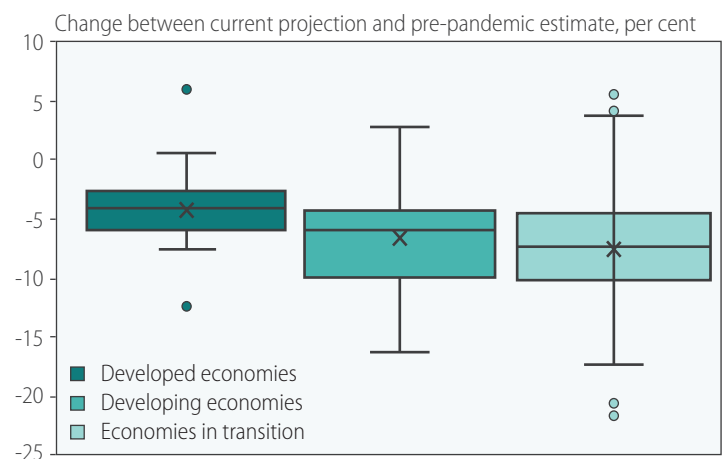 Change between current projection and pre-pandemic estimate, per cent
10
5
0
-5
-10
-15
-20
-25
Developed economies
Developing economies
Economies in transition